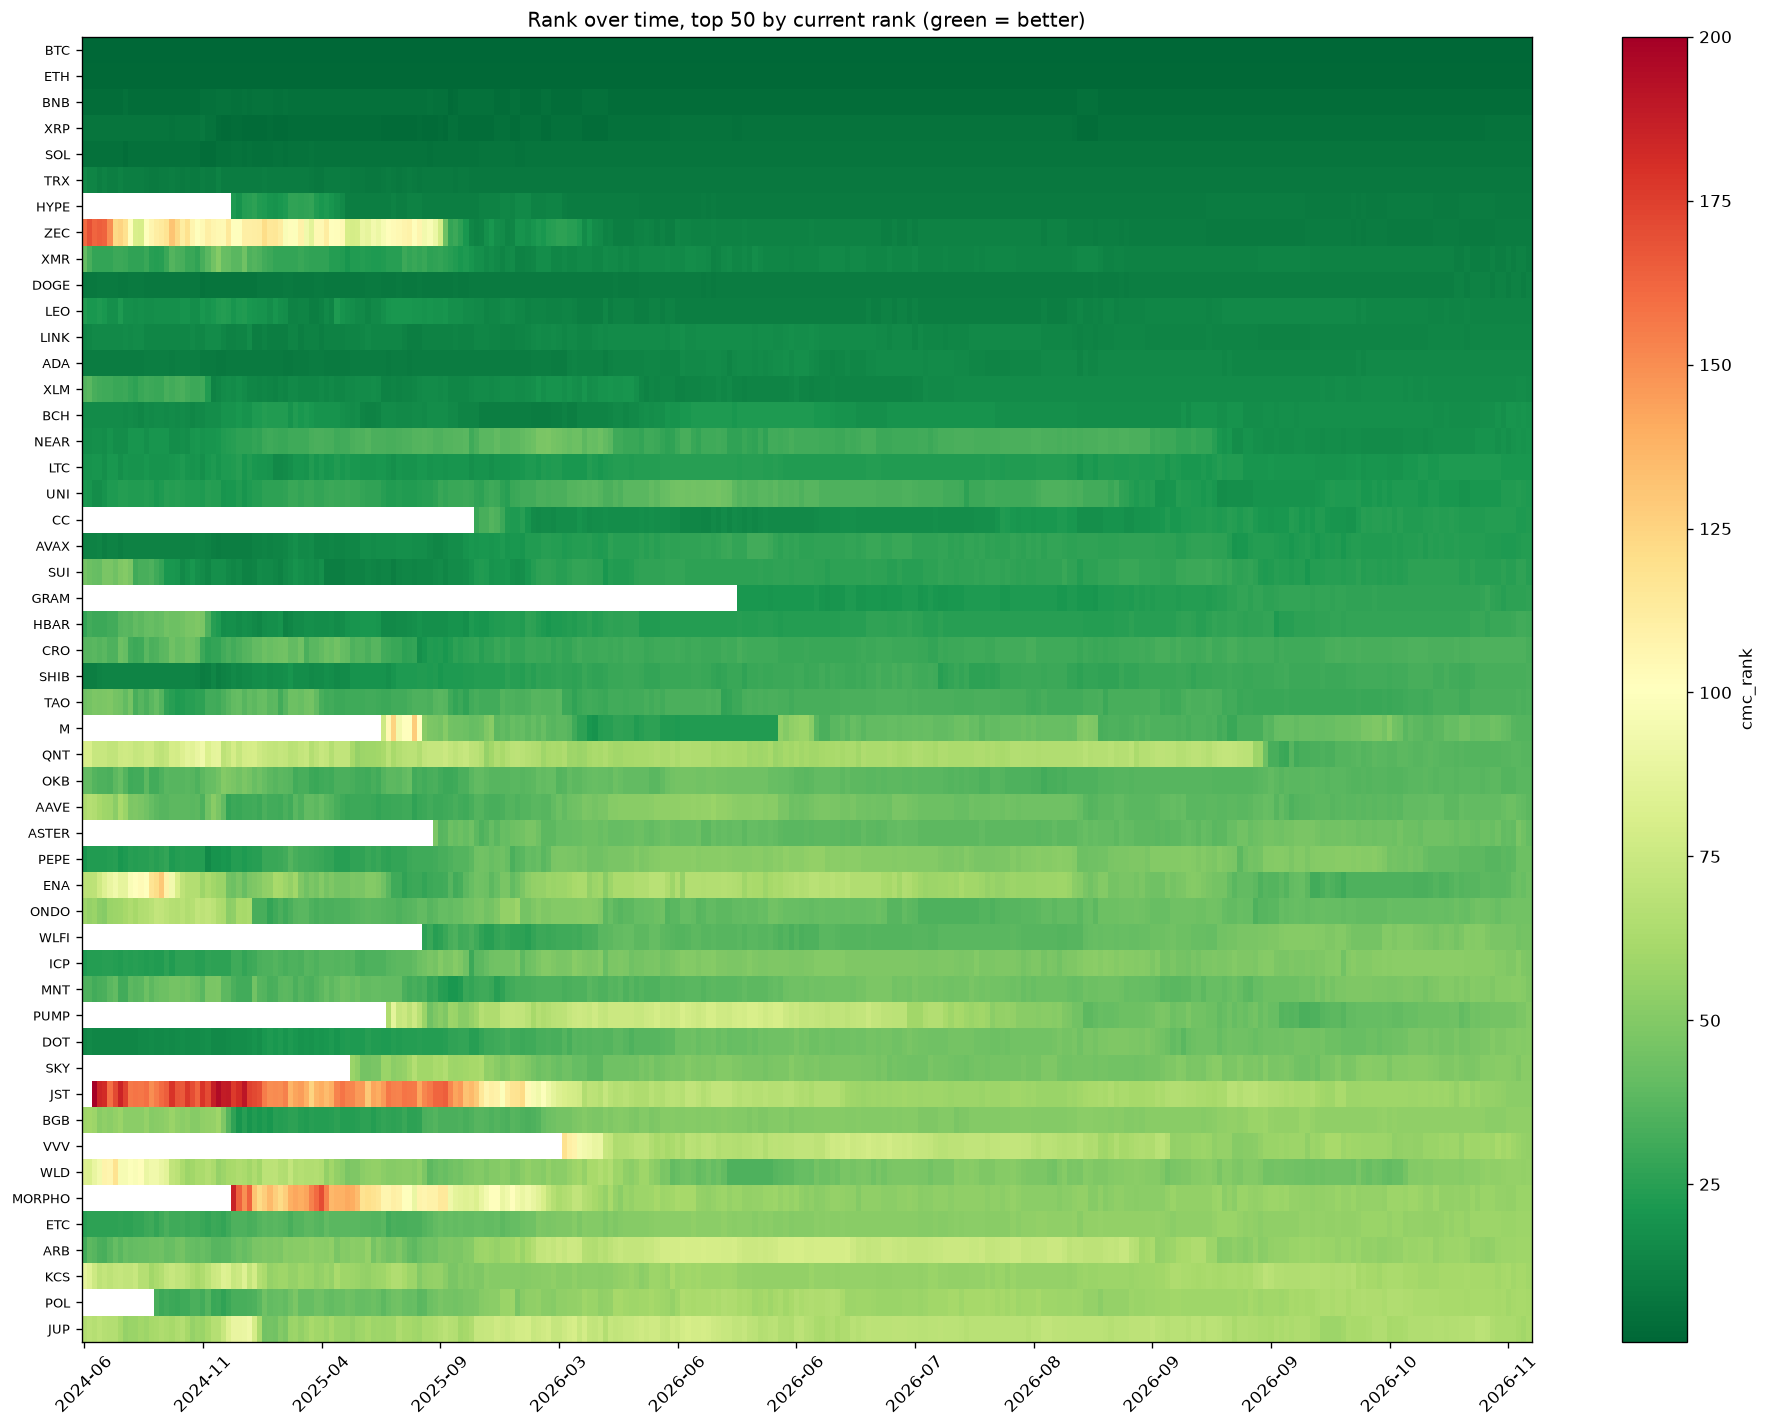 Rank over time, top 50 by current rank (green = better)
BTC
ETH
BNB
XRP
SOL
TRX
HYPE
ZEC
XMR
DOGE
LEO
LINK
ADA
XLM
BCH
NEAR
LTC
UNI
CC
AVAX
SUI
GRAM
HBAR
CRO
SHIB
TAO
M
QNT
OKB
AAVE
ASTER
PEPE
ENA
ONDO
WLFI
ICP
MNT
PUMP
DOT
SKY
JST
BGB
VVV
WLD
MORPHO
ETC
ARB
KCS
POL
JUP
2024-06
2024-11
2025-04
2025-09
2026-03
2026-06
2026-06
2026-07
2026-08
2026-09
2026-09
2026-10
2026-11
200
175
150
125
100
75
50
25
cmc_rank